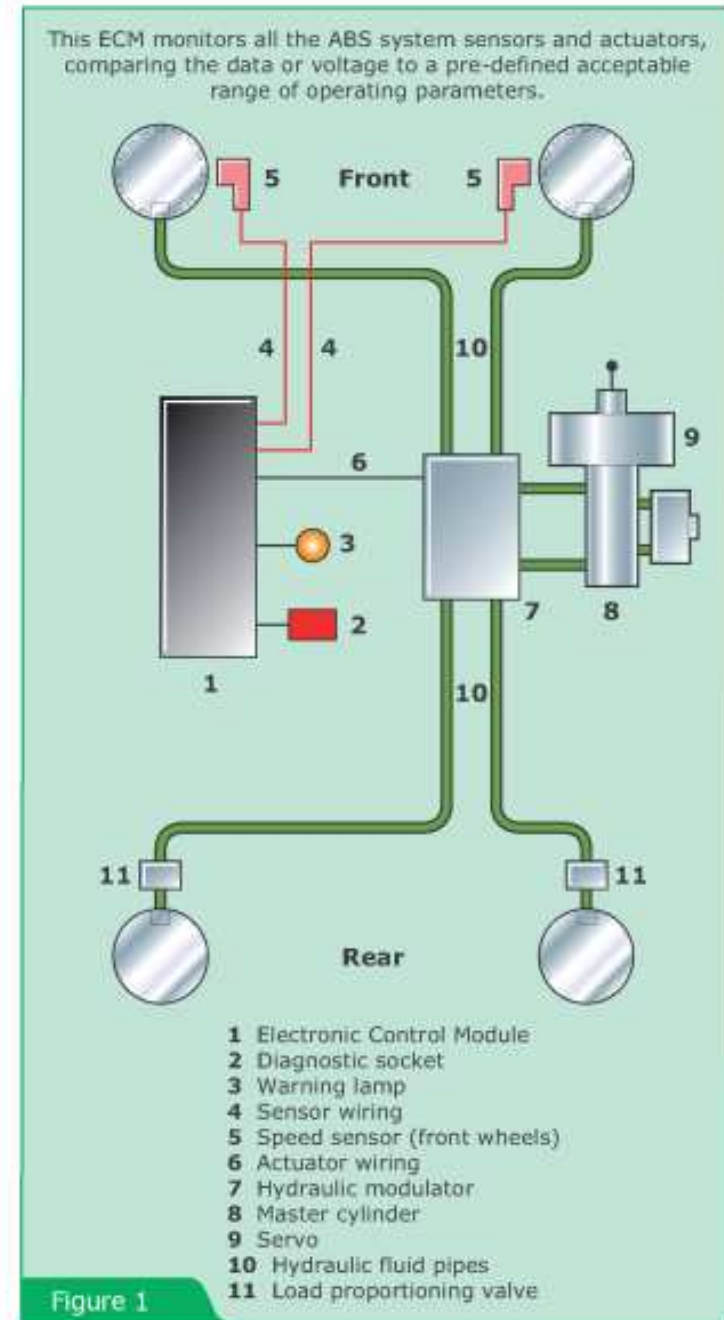 This ECM monitors all the ABS system sensors and actuators,
comparing the data or voltage to a pre-defined acceptable
range of operating parameters.
5 Front 5
4 4 10
9
6
3
7 8
2
1
10
11 11
Rear
1 Electronic Control Module
2 Diagnostic socket
3 Warning lamp
4 Sensor wiring
5 Speed sensor (front wheels)
6 Actuator wiring
7 Hydraulic modulator
8 Master cylinder
9 Servo
10 Hydraulic fluid pipes
11 Load proportioning valve
Figure 1